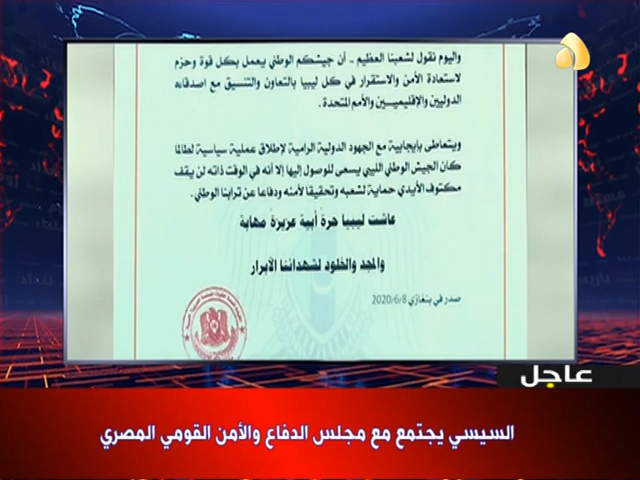 واليوم نقول لشعبنا العظيم .. أن جيشكم الوطني يعمل بكل قوة وحزم
لاستعادة الأمن والاستقرار في كل ليبيا بالتعاون والتنسيق مع اصدقاءه
الدوليين والإقليميين والأمم المتحدة .
ويتعاطى بإيجابية مع الجهود الدولية الرامية لإطلاق عملية سياسية لطالما
كان الجيش الوطني الليبي يسعى للوصول إليها إلا أنه في الوقت ذاته لن يقف
مكتوف الأيدي حماية لشعبه وتحقيقا لأمنه ودفاعا عن ترابنا الوطني .
عاشت ليبيا حرة أبية عزيزة مهابة
والمجد والخلود لشهدائنا الأبرار
صدر في بنغازي 2020/6/8
عاجل
السيسي يجتمع مع مجلس الدفاع والأمن القومي المصري